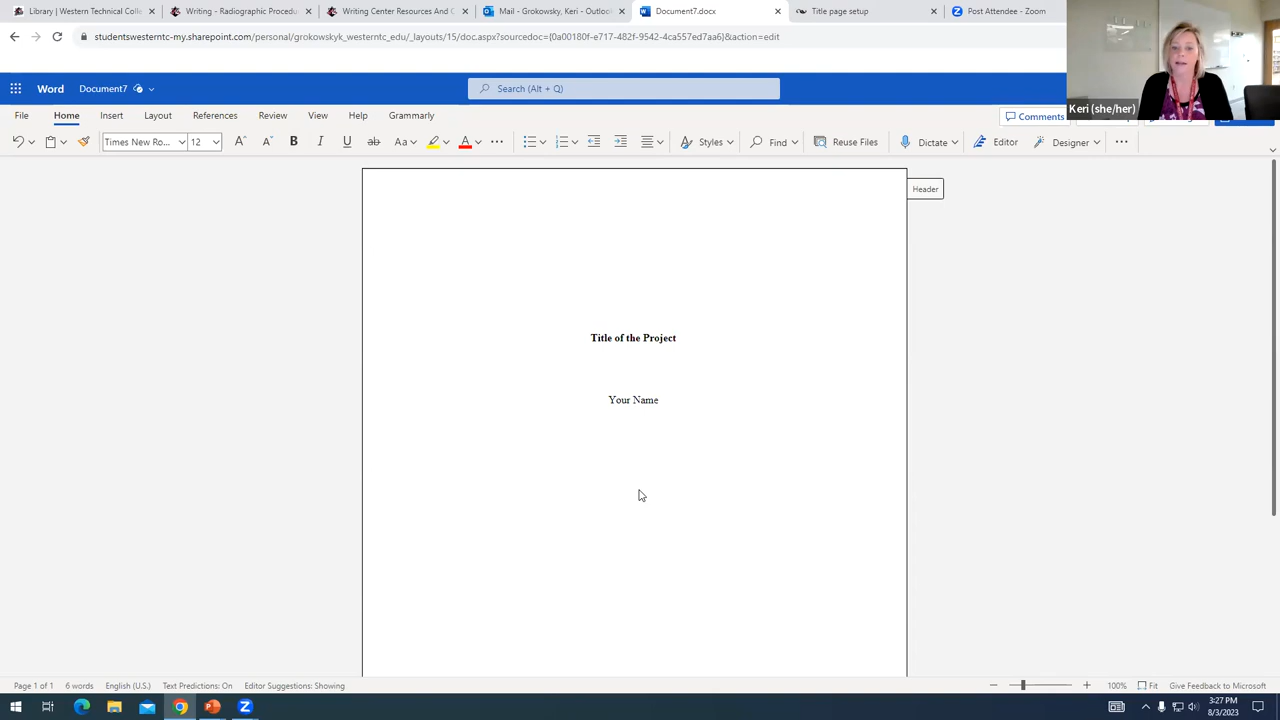 Library | Western Technical Colle
Writing - Radiographic Procedu
Writing Center Resources And C
Mail - Grokowsky, Keri - Outlook
Document7.docx
Title page setup
Post Attendee - Zoom
studentswesterntc-my.sharepoint.com/personal/grokowskyk_westerntc_edu/_layouts/15/doc.aspx?sourcedoc={0a00180f-e717-482f-9542-4ca557ed7aa6}&action=edit
Word Document7 Search (Alt + Q)
Keri (she/her)
File Home Insert Layout References Review View Help Grammarly Comments
Times New Ro... 12 A A B I U ab Aa A Styles Find Reuse Files Dictate Editor Designer
Header
Title of the Project
Your Name
Page 1 of 1 6 words English (U.S.) Text Predictions: On Editor Suggestions: Showing 100% Fit Give Feedback to Microsoft
3:27 PM
8/3/2023